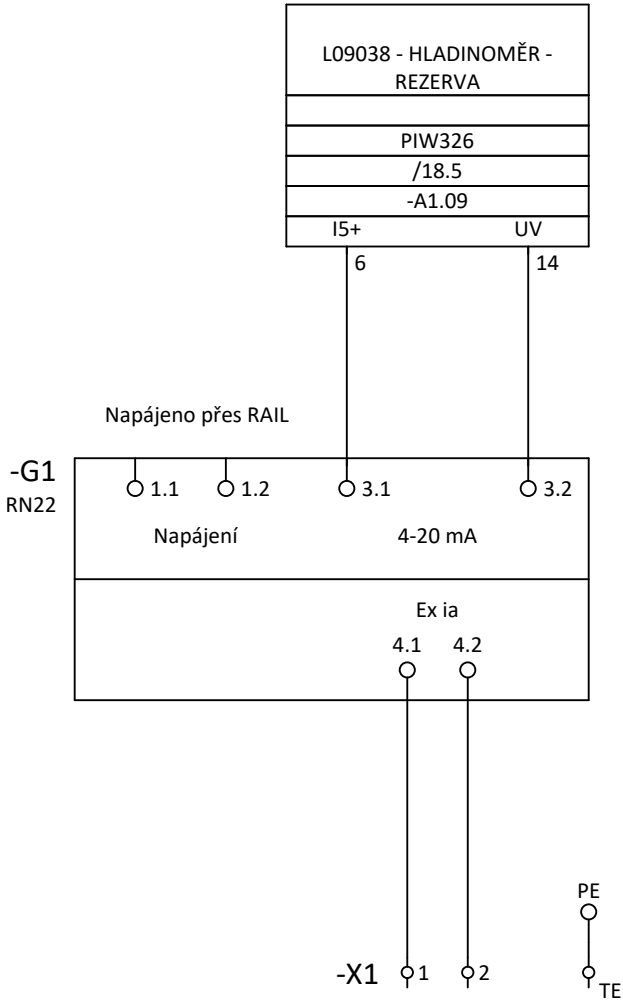 L09038 - HLADINOMĚR -
REZERVA
PIW326
/18.5
-A1.09
I5+ UV
6 14
Napájeno přes RAIL
-G1
RN22
1.1 1.2 3.1 3.2
Napájení 4-20 mA
Ex ia
4.1 4.2
PE
-X1 1 2
TE